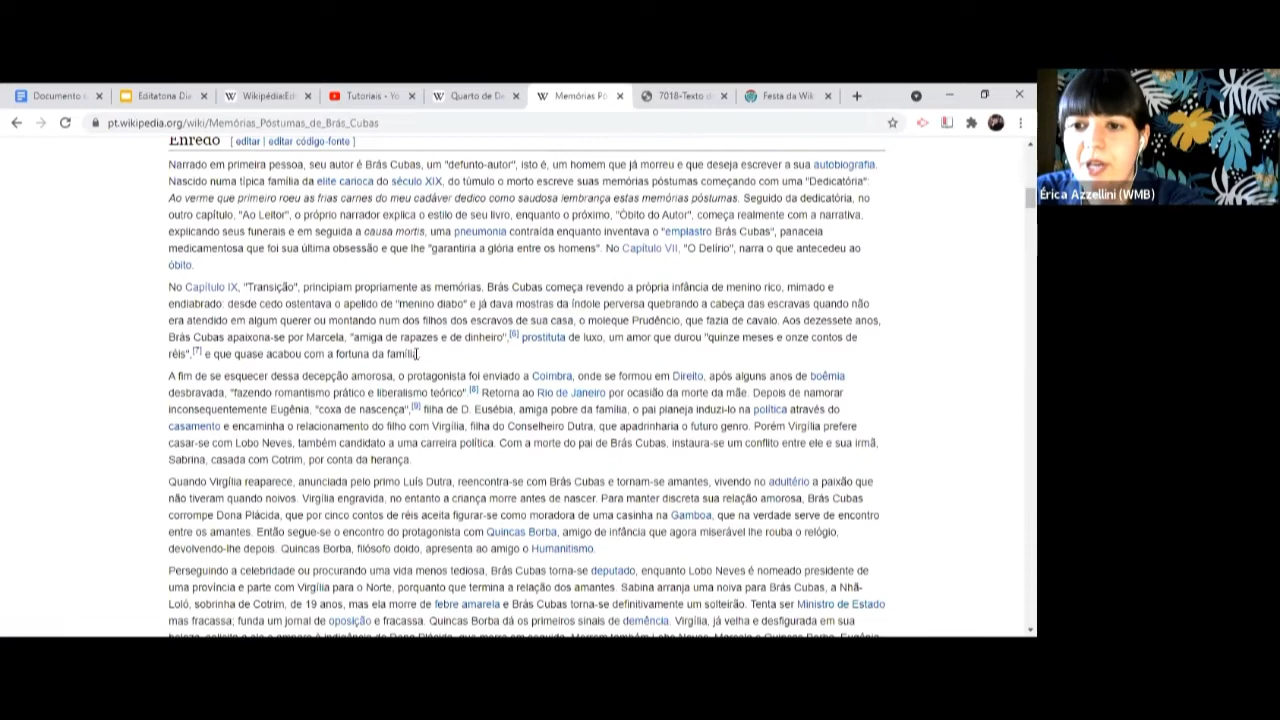 Documento
Editatona Die
Wikipédia:Edi
Tutoriais - Yo
Quarto de De
Memórias Pó
7018-Texto d
Festa da Wik
pt.wikipedia.org/wiki/Memórias_Póstumas_de_Brás_Cubas
Érica Azzellini (WMB)
Enredo [ editar | editar código-fonte ]
Narrado em primeira pessoa, seu autor é Brás Cubas, um "defunto-autor", isto é, um homem que já morreu e que deseja escrever a sua autobiografia.
Nascido numa típica família da elite carioca do século XIX, do túmulo o morto escreve suas memórias póstumas começando com uma "Dedicatória":
Ao verme que primeiro roeu as frias carnes do meu cadáver dedico como saudosa lembrança estas memórias póstumas. Seguido da dedicatória, no
outro capítulo, "Ao Leitor", o próprio narrador explica o estilo de seu livro, enquanto o próximo, "Óbito do Autor", começa realmente com a narrativa,
explicando seus funerais e em seguida a causa mortis, uma pneumonia contraída enquanto inventava o "emplastro Brás Cubas", panaceia
medicamentosa que foi sua última obsessão e que lhe "garantiria a glória entre os homens". No Capítulo VII, "O Delírio", narra o que antecedeu ao
óbito.
No Capítulo IX, "Transição", principiam propriamente as memórias. Brás Cubas começa revendo a própria infância de menino rico, mimado e
endiabrado: desde cedo ostentava o apelido de "menino diabo" e já dava mostras da índole perversa quebrando a cabeça das escravas quando não
era atendido em algum querer ou montando num dos filhos dos escravos de sua casa, o moleque Prudêncio, que fazia de cavalo. Aos dezessete anos,
Brás Cubas apaixona-se por Marcela, "amiga de rapazes e de dinheiro",[6] prostituta de luxo, um amor que durou "quinze meses e onze contos de
réis",[7] e que quase acabou com a fortuna da família.
A fim de se esquecer dessa decepção amorosa, o protagonista foi enviado a Coimbra, onde se formou em Direito, após alguns anos de boêmia
desbravada, "fazendo romantismo prático e liberalismo teórico".[8] Retorna ao Rio de Janeiro por ocasião da morte da mãe. Depois de namorar
inconsequentemente Eugênia, "coxa de nascença",[9] filha de D. Eusébia, amiga pobre da família, o pai planeja induzi-lo na política através do
casamento e encaminha o relacionamento do filho com Virgília, filha do Conselheiro Dutra, que apadrinharia o futuro genro. Porém Virgília prefere
casar-se com Lobo Neves, também candidato a uma carreira política. Com a morte do pai de Brás Cubas, instaura-se um conflito entre ele e sua irmã,
Sabrina, casada com Cotrim, por conta da herança.
Quando Virgília reaparece, anunciada pelo primo Luís Dutra, reencontra-se com Brás Cubas e tornam-se amantes, vivendo no adultério a paixão que
não tiveram quando noivos. Virgília engravida, no entanto a criança morre antes de nascer. Para manter discreta sua relação amorosa, Brás Cubas
corrompe Dona Plácida, que por cinco contos de réis aceita figurar-se como moradora de uma casinha na Gamboa, que na verdade serve de encontro
entre os amantes. Então segue-se o encontro do protagonista com Quincas Borba, amigo de infância que agora miserável lhe rouba o relógio,
devolvendo-lhe depois. Quincas Borba, filósofo doido, apresenta ao amigo o Humanitismo.
Perseguindo a celebridade ou procurando uma vida menos tediosa, Brás Cubas torna-se deputado, enquanto Lobo Neves é nomeado presidente de
uma província e parte com Virgília para o Norte, porquanto que termina a relação dos amantes. Sabina arranja uma noiva para Brás Cubas, a Nhã-
Loló, sobrinha de Cotrim, de 19 anos, mas ela morre de febre amarela e Brás Cubas torna-se definitivamente um solteirão. Tenta ser Ministro de Estado
mas fracassa; funda um jornal de oposição e fracassa. Quincas Borba dá os primeiros sinais de demência. Virgília, já velha e desfigurada em sua